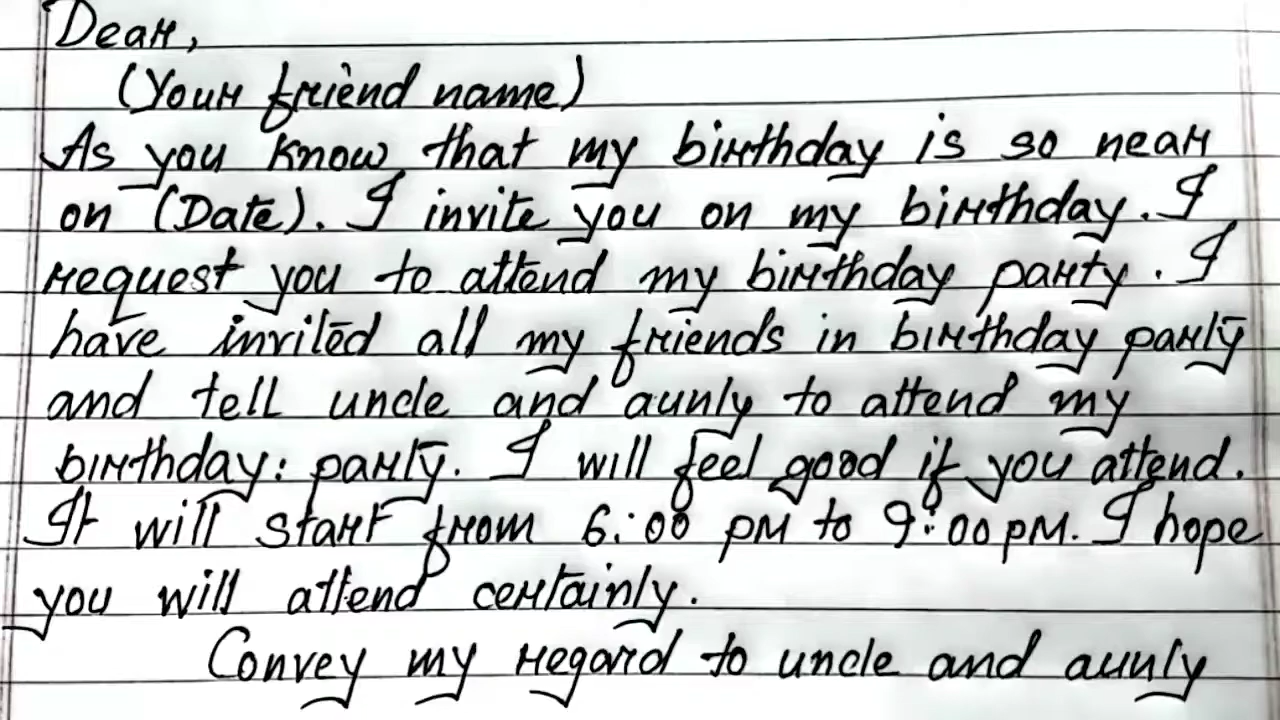 Dear,
(Your friend name)
As you know that my birthday is so near
on (Date). I invite you on my birthday. I
request you to attend my birthday party. I
have invited all my friends in birthday party
and tell uncle and aunty to attend my
birthday: party. I will feel good if you attend.
It will start from 6:00 PM to 9:00 PM. I hope
you will attend certainly.
Convey my regard to uncle and aunty